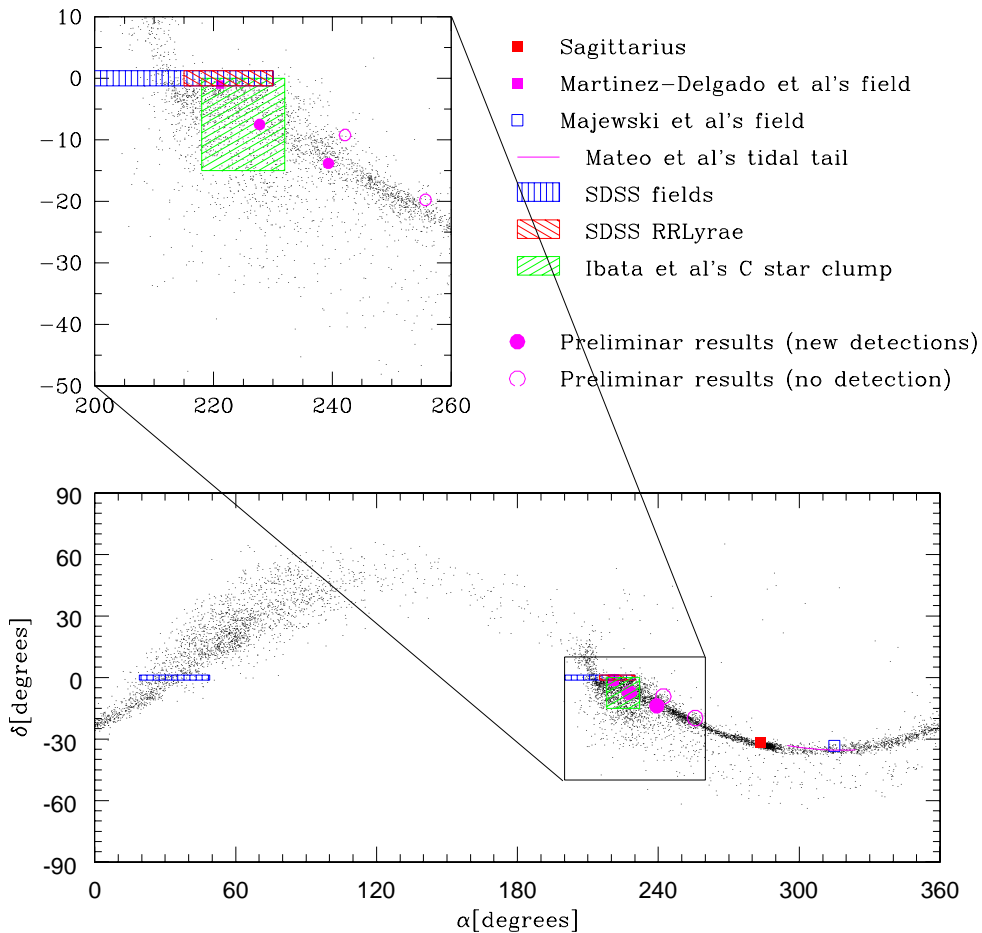 10
0
−10
−20
−30
−40
−50
200 220 240 260
Sagittarius
Martinez−Delgado et al's field
Majewski et al's field
Mateo et al's tidal tail
SDSS fields
SDSS RRLyrae
Ibata et al's C star clump
Preliminar results (new detections)
Preliminar results (no detection)
90
60
30
0
-30
-60
-90
δ[degrees]
0 60 120 180 240 300 360
α[degrees]